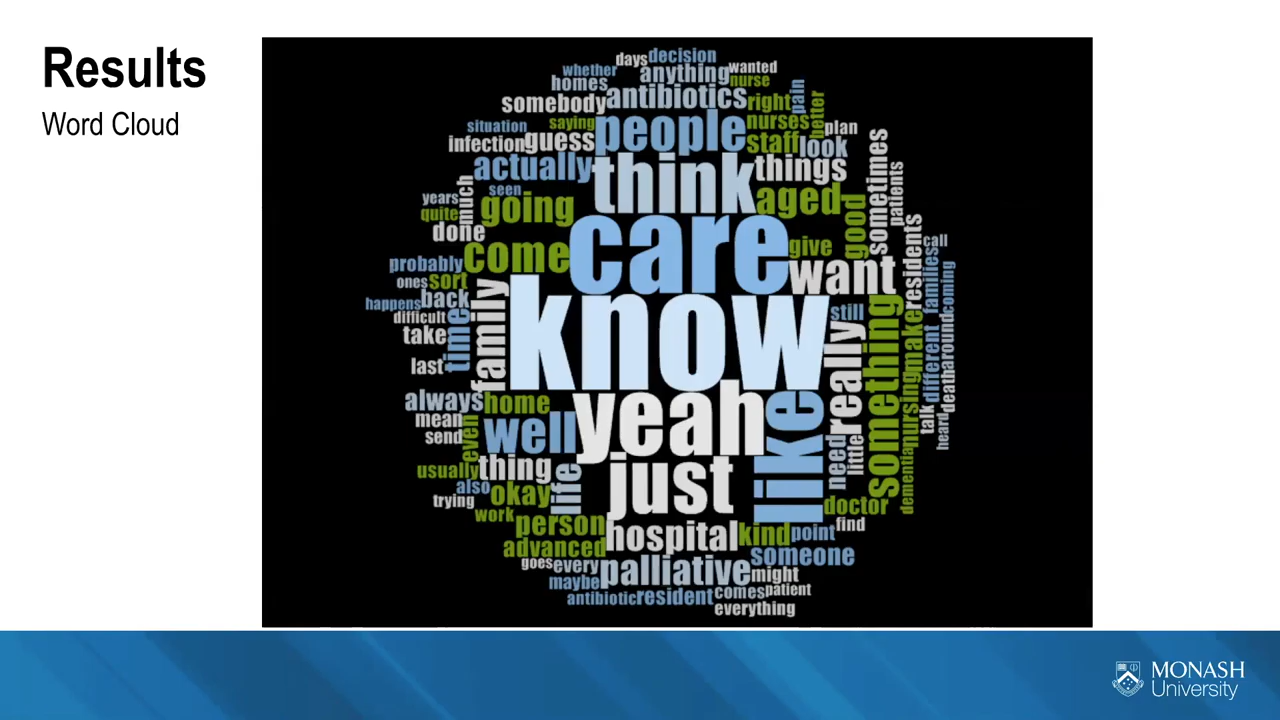 Results
Word Cloud
days decision
whether anything wanted
homes nurse
somebody antibiotics right pain better
situation saying people nurses plan
infection guess staff look
actually think things sometimes
seen patients
years much going aged good
quite
done care give residents call
come
probably want families coming
ones sort
happens back family know still
difficult
take time really something make different around
last death
always home yeah like nursing talk
mean well heard
send even need little
usually thing just dementia
also okay life
trying
work person doctor
advanced hospital kind point find
goes every someone
maybe palliative might
antibiotic resident comes patient
everything
MONASH
University